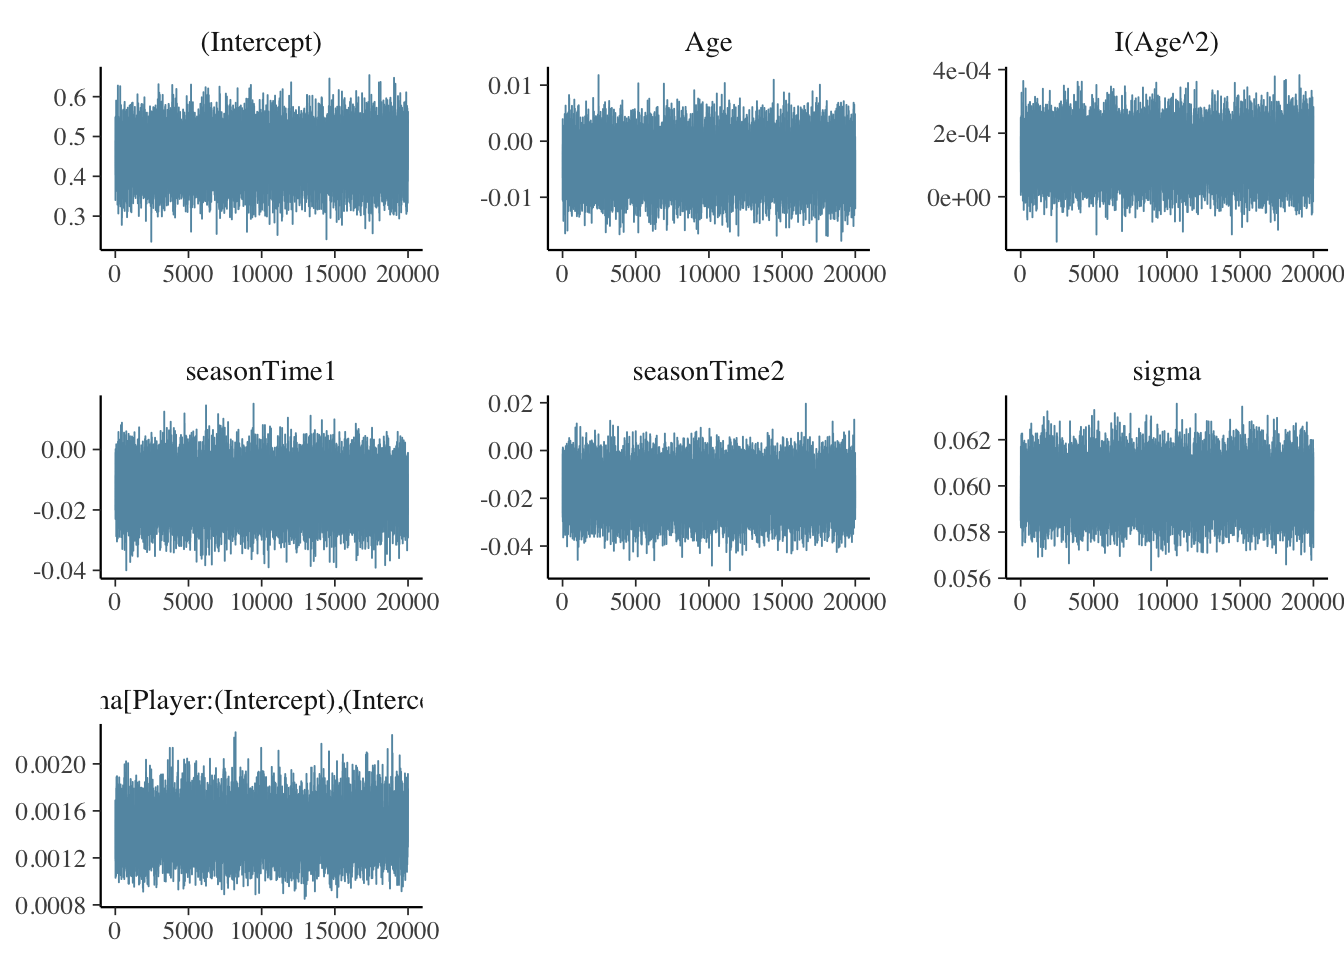 (Intercept) Age I(Age^2)
0.6 0.01 4e-04
0.5 0.00 2e-04
0.4 -0.01 0e+00
0.3
0 5000 10000 15000 20000 0 5000 10000 15000 20000 0 5000 10000 15000 20000
seasonTime1 seasonTime2 sigma
0.00 0.02 0.062
-0.02 0.00 0.060
-0.04 -0.02 0.058
-0.04 0.056
0 5000 10000 15000 20000 0 5000 10000 15000 20000 0 5000 10000 15000 20000
na[Player:(Intercept),(Interce
0.0020
0.0016
0.0012
0.0008
0 5000 10000 15000 20000